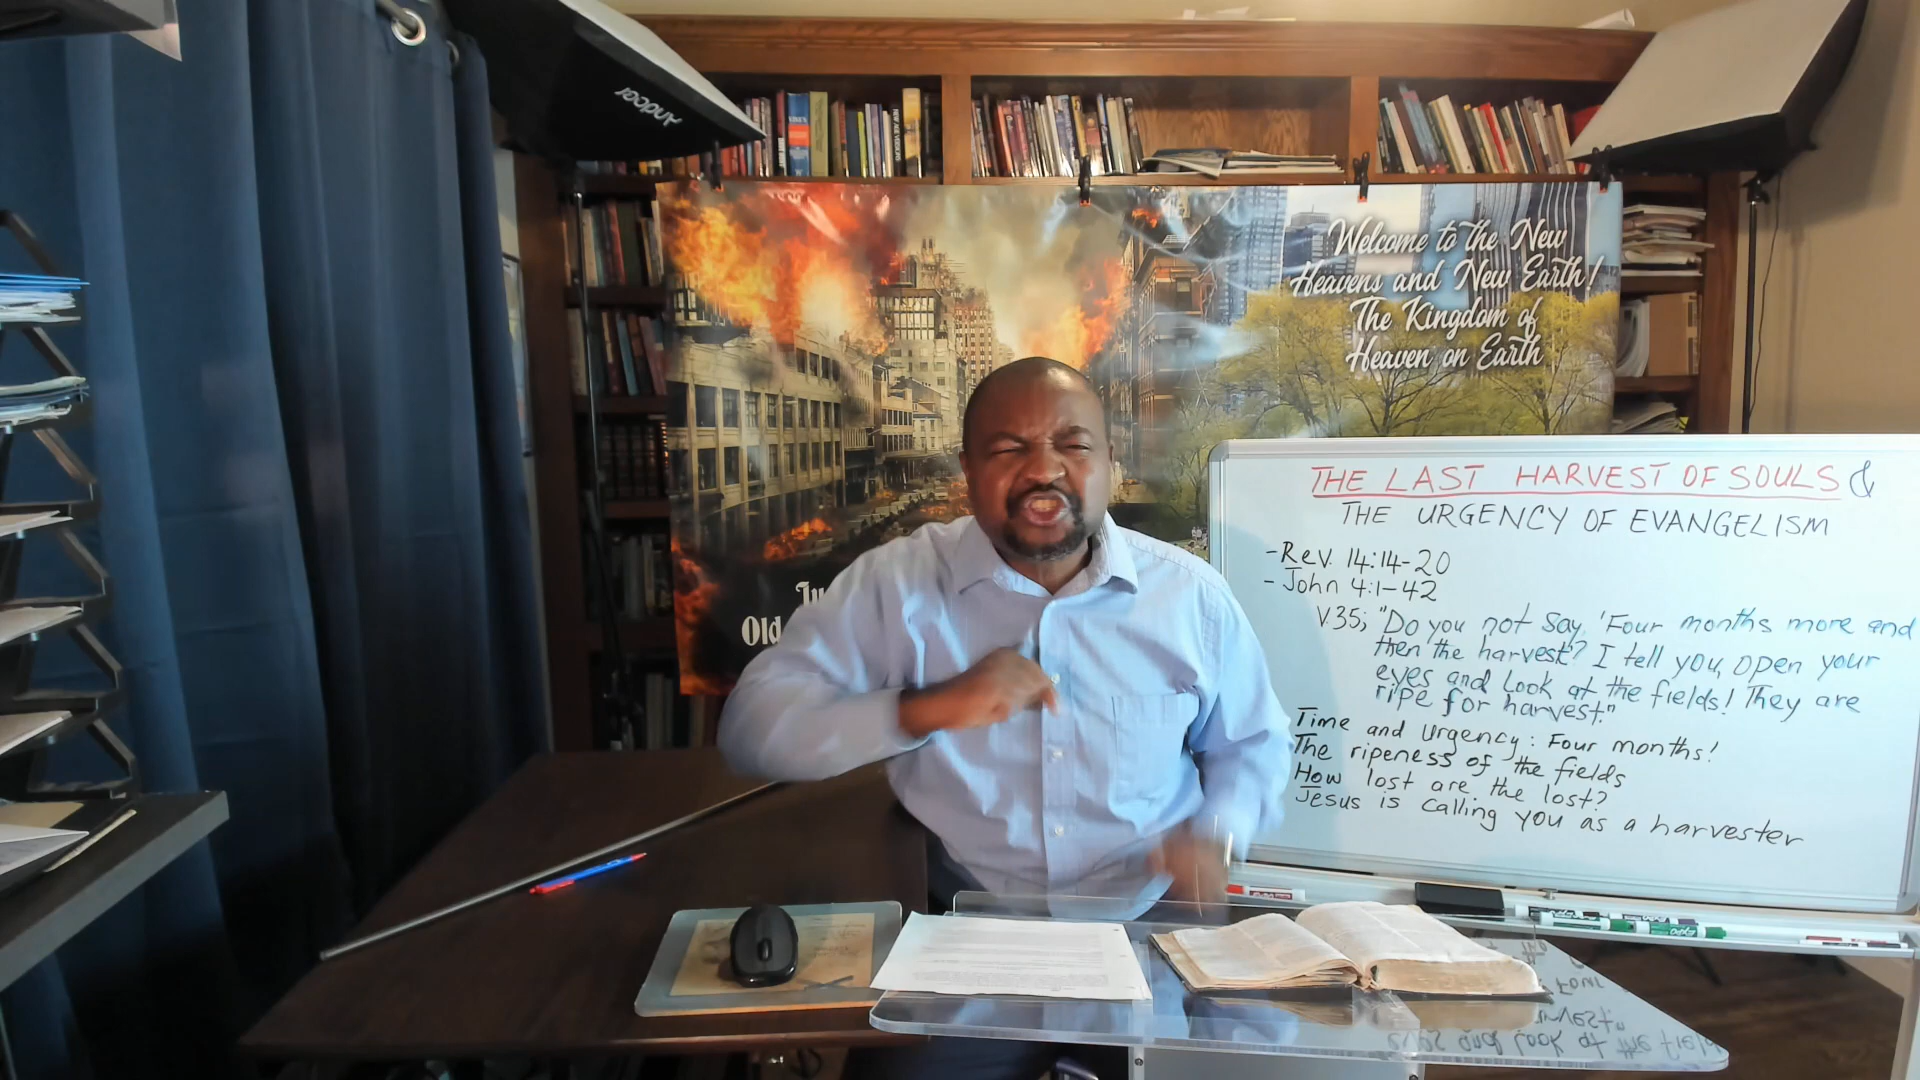 Andoer
Welcome to the New
Heavens and New Earth!
The Kingdom of
Heaven on Earth
Old
THE LAST HARVEST OF SOULS &
THE URGENCY OF EVANGELISM
- Rev. 14:14-20
- John 4:1-42
V.35; "Do you not say, 'Four months more and
then the harvest'? I tell you, open your
eyes and look at the fields! They are
ripe for harvest."
Time and Urgency: Four months!
The ripeness of the fields
How lost are the lost?
Jesus is calling you as a harvester